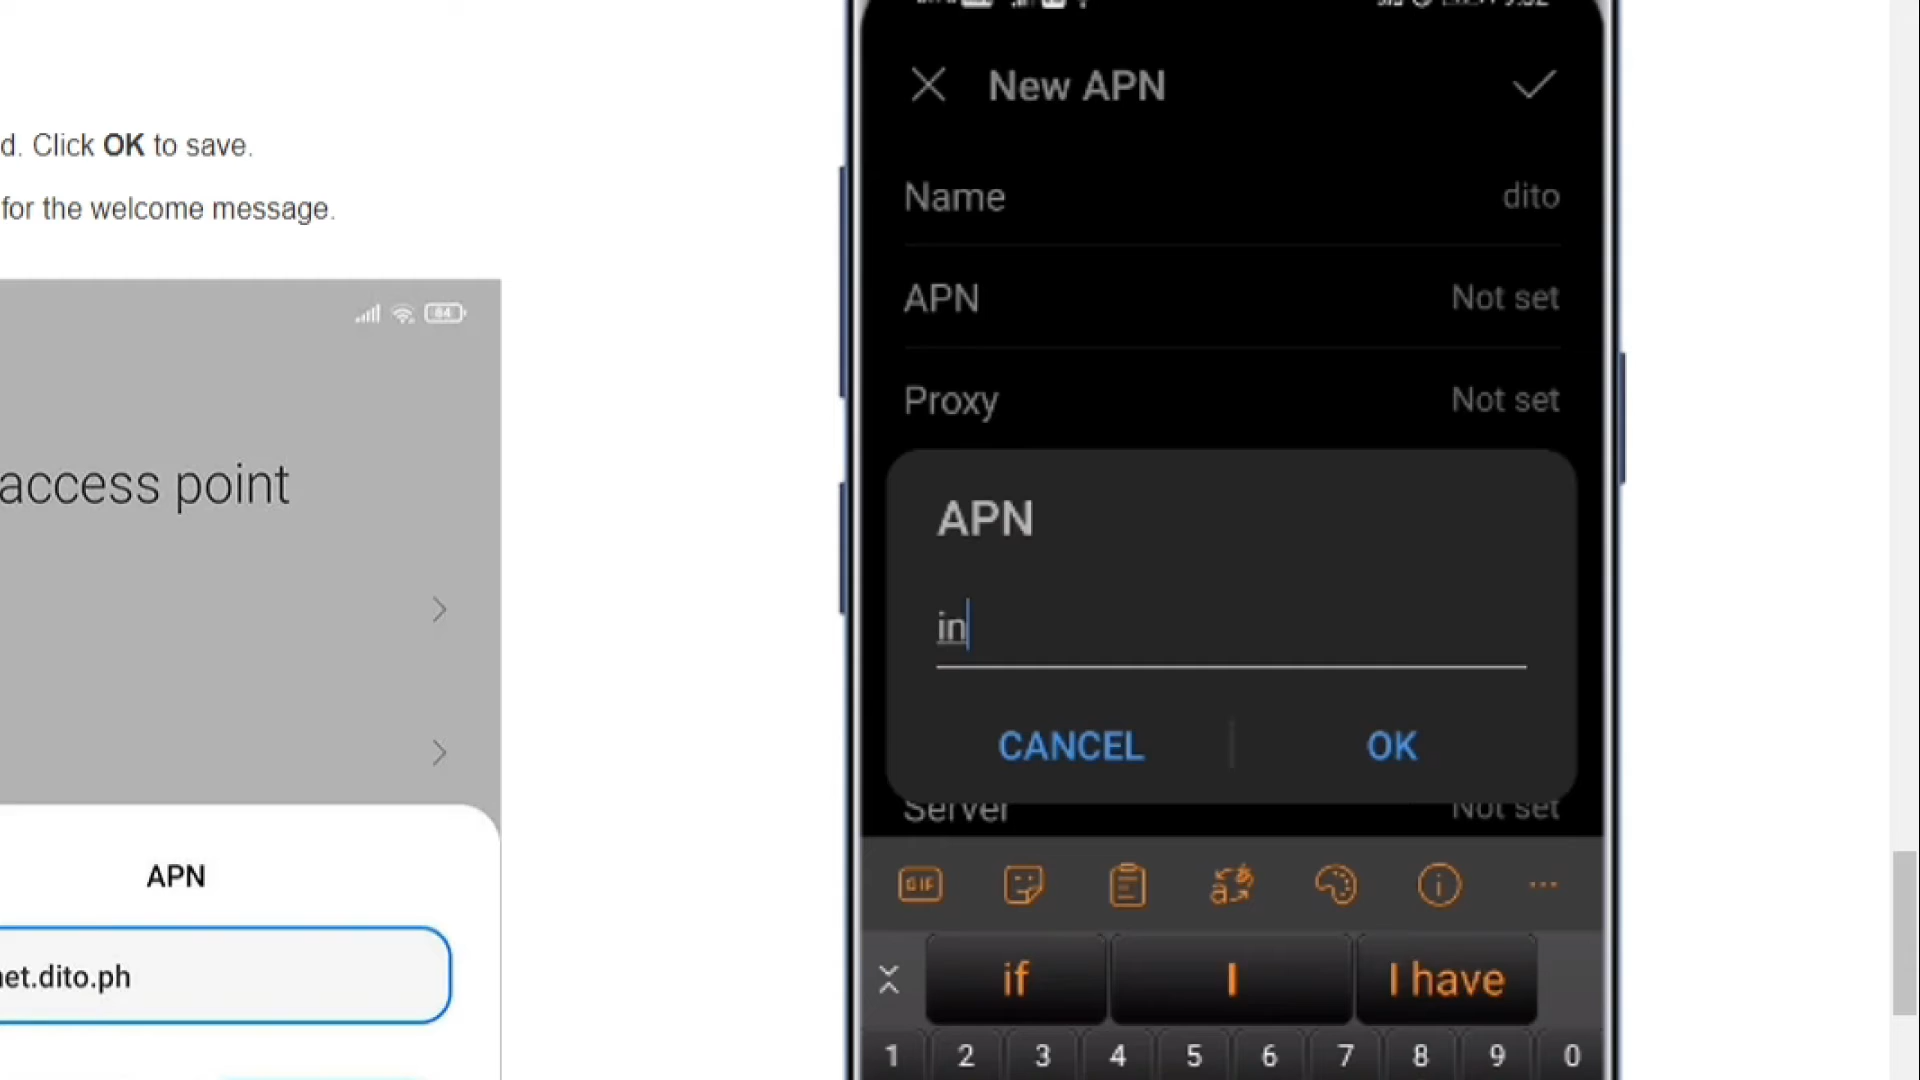 d. Click OK to save.
for the welcome message.
84
access point
APN
et.dito.ph
New APN
Name
dito
APN
Not set
Proxy
Not set
APN
in
CANCEL
OK
Server
Not set
GIF
if
I
I have
1 2 3 4 5 6 7 8 9 0